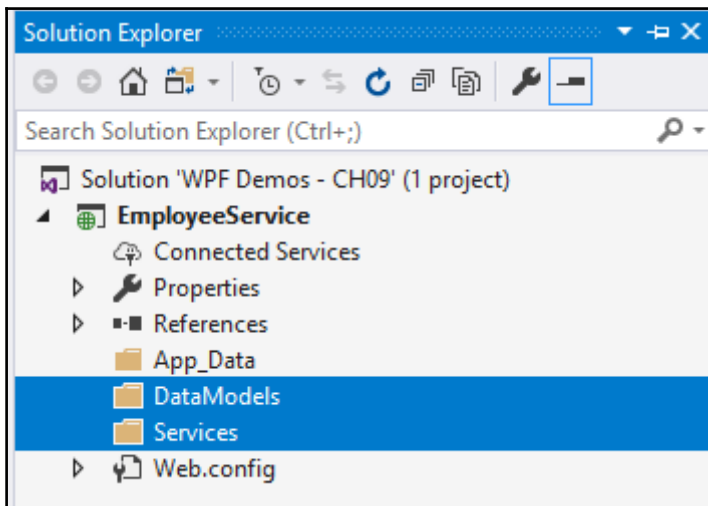 Solution Explorer
Search Solution Explorer (Ctrl+;)
Solution 'WPF Demos - CH09' (1 project)
EmployeeService
Connected Services
Properties
References
App_Data
DataModels
Services
Web.config